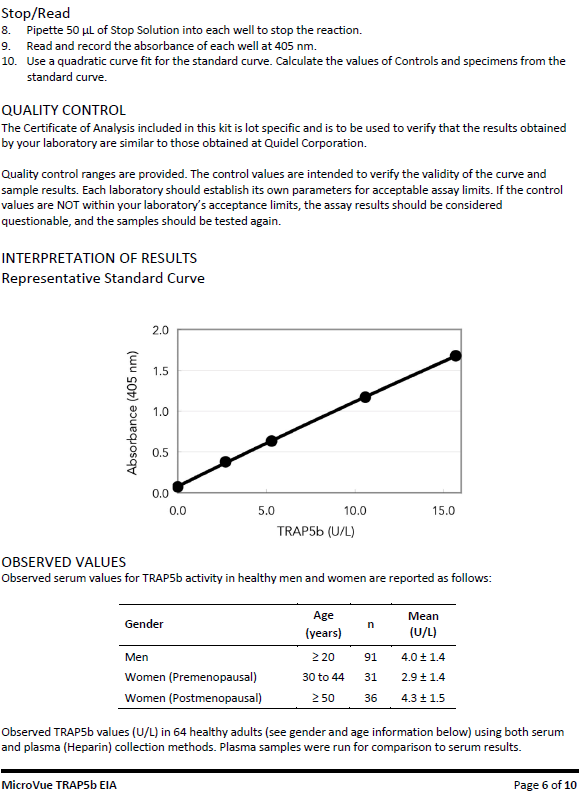 Stop/Read
8. Pipette 50 µL of Stop Solution into each well to stop the reaction.
9. Read and record the absorbance of each well at 405 nm.
10. Use a quadratic curve fit for the standard curve. Calculate the values of Controls and specimens from the
standard curve.
QUALITY CONTROL
The Certificate of Analysis included in this kit is lot specific and is to be used to verify that the results obtained
by your laboratory are similar to those obtained at Quidel Corporation.
Quality control ranges are provided. The control values are intended to verify the validity of the curve and
sample results. Each laboratory should establish its own parameters for acceptable assay limits. If the control
values are NOT within your laboratory's acceptance limits, the assay results should be considered
questionable, and the samples should be tested again.
INTERPRETATION OF RESULTS
Representative Standard Curve
Absorbance (405 nm)
2.0
1.5
1.0
0.5
0.0
0.0 5.0 10.0 15.0
TRAP5b (U/L)
OBSERVED VALUES
Observed serum values for TRAP5b activity in healthy men and women are reported as follows:
Gender Age (years) n Mean (U/L)
Men ≥ 20 91 4.0 ± 1.4
Women (Premenopausal) 30 to 44 31 2.9 ± 1.4
Women (Postmenopausal) ≥ 50 36 4.3 ± 1.5
Observed TRAP5b values (U/L) in 64 healthy adults (see gender and age information below) using both serum
and plasma (Heparin) collection methods. Plasma samples were run for comparison to serum results.
MicroVue TRAP5b EIA Page 6 of 10